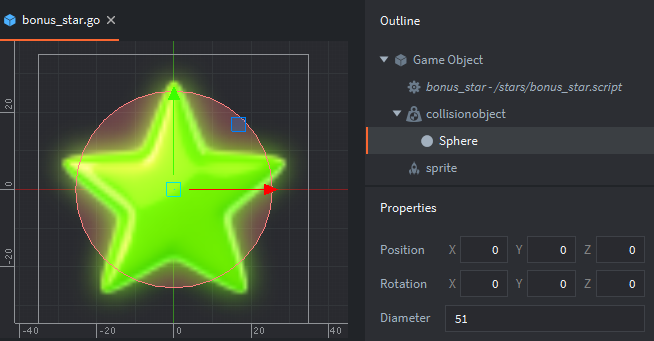 bonus_star.go ×
Outline
Game Object
bonus_star - /stars/bonus_star.script
collisionobject
Sphere
sprite
Properties
Position X 0 Y 0 Z 0
Rotation X 0 Y 0 Z 0
Diameter 51
20
0
-20
-40 -20 0 20 40